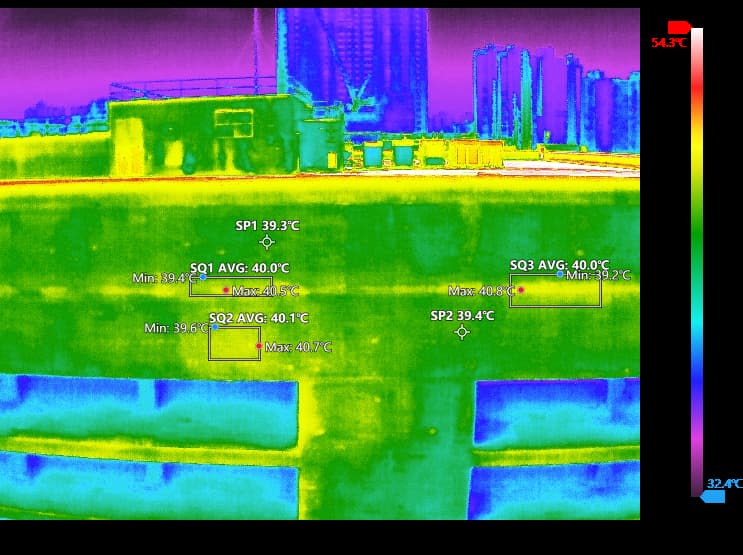 54.3℃
SP1 39.3℃
SQ1 AVG: 40.0℃
SQ3 AVG: 40.0℃
Min: 39.4℃
Min: 39.2℃
Max: 40.5℃
Max: 40.8℃
SQ2 AVG: 40.1℃
SP2 39.4℃
Min: 39.6℃
Max: 40.7℃
32.4℃